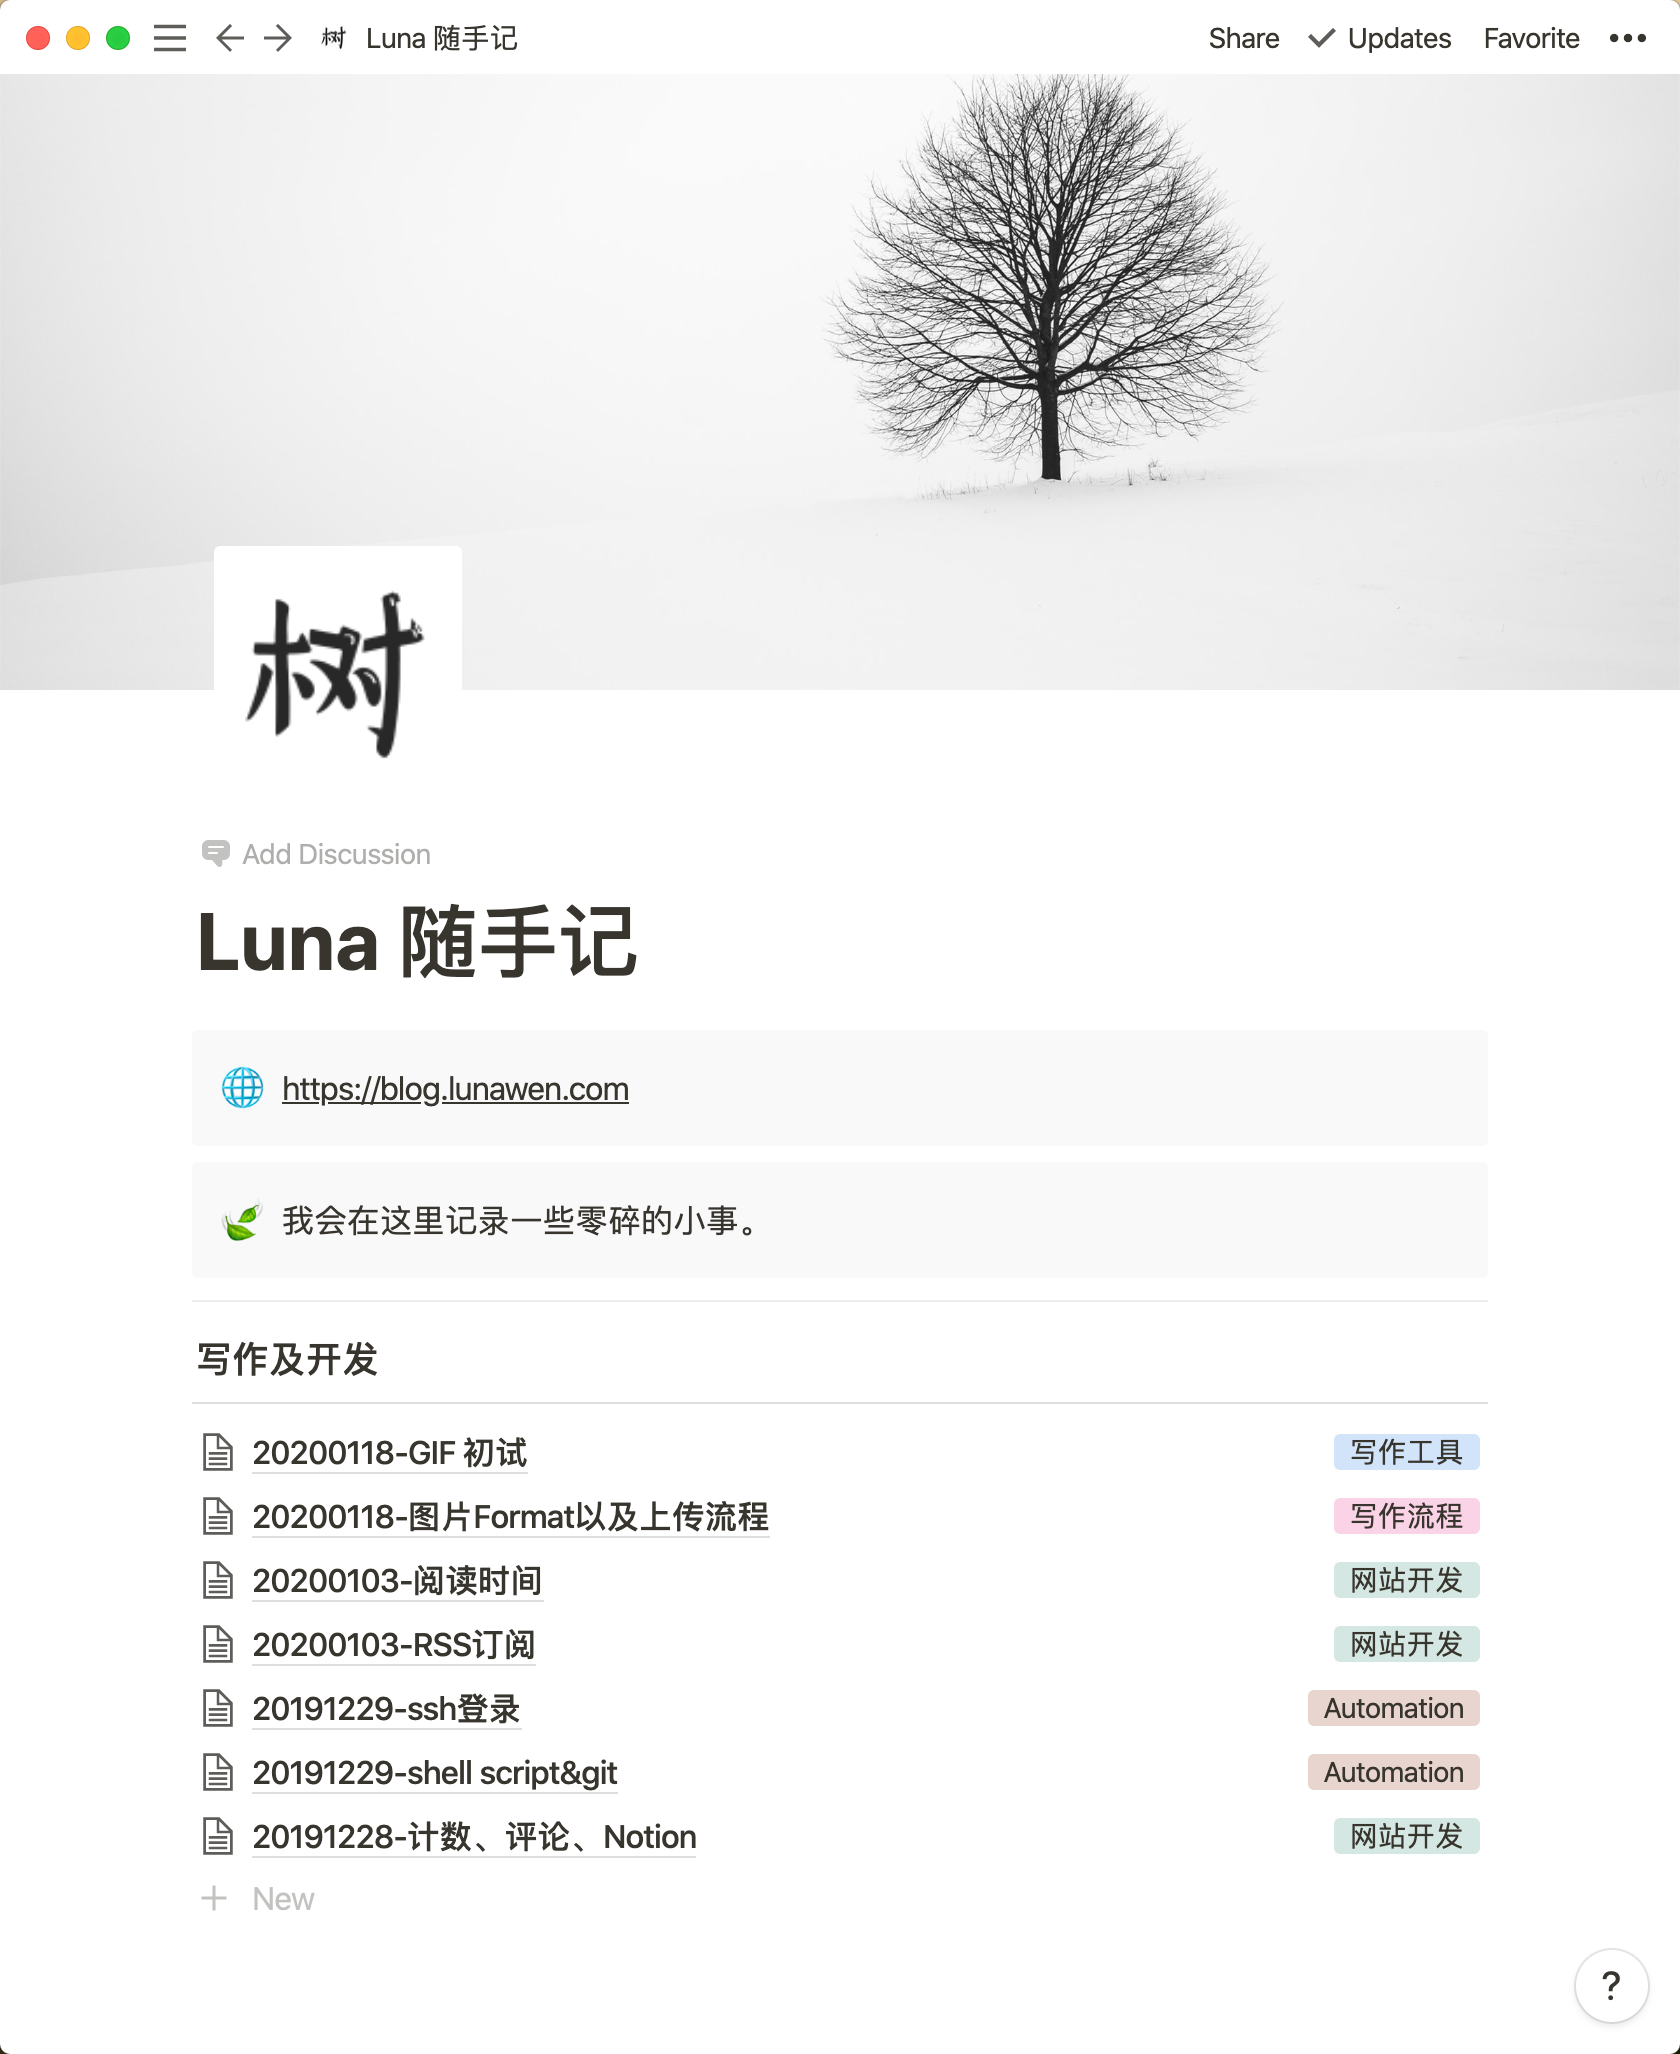 树 Luna 随手记
Share Updates Favorite
树
Add Discussion
Luna 随手记
https://blog.lunawen.com
我会在这里记录一些零碎的小事。
写作及开发
20200118-GIF 初试 写作工具
20200118-图片Format以及上传流程 写作流程
20200103-阅读时间 网站开发
20200103-RSS订阅 网站开发
20191229-ssh登录 Automation
20191229-shell script&git Automation
20191228-计数、评论、Notion 网站开发
New
?